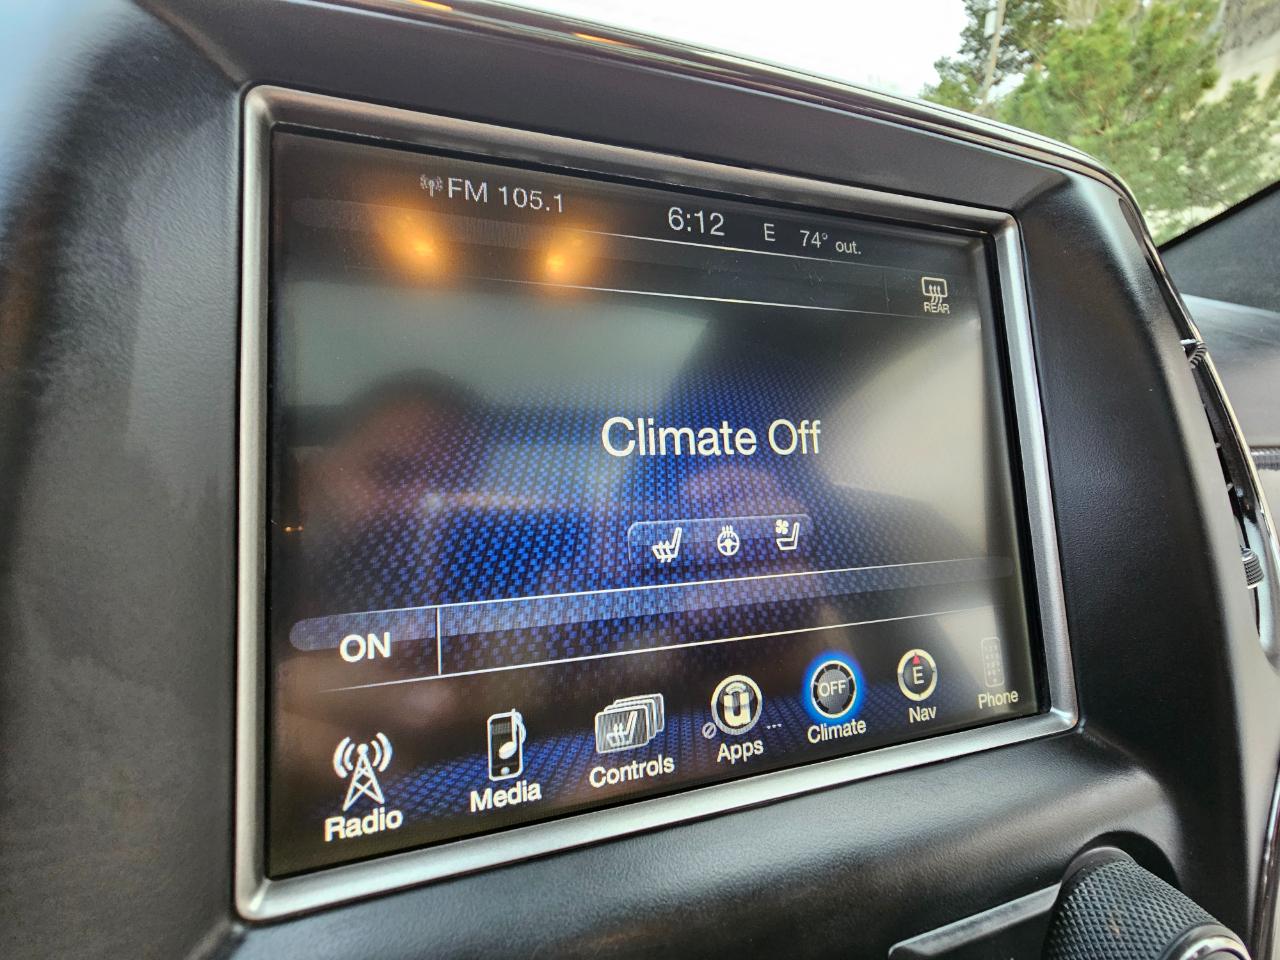 FM 105.1
6:12
E
74° out.
REAR
Climate Off
ON
Radio
Media
Controls
Apps
OFF
Climate
E
Nav
Phone